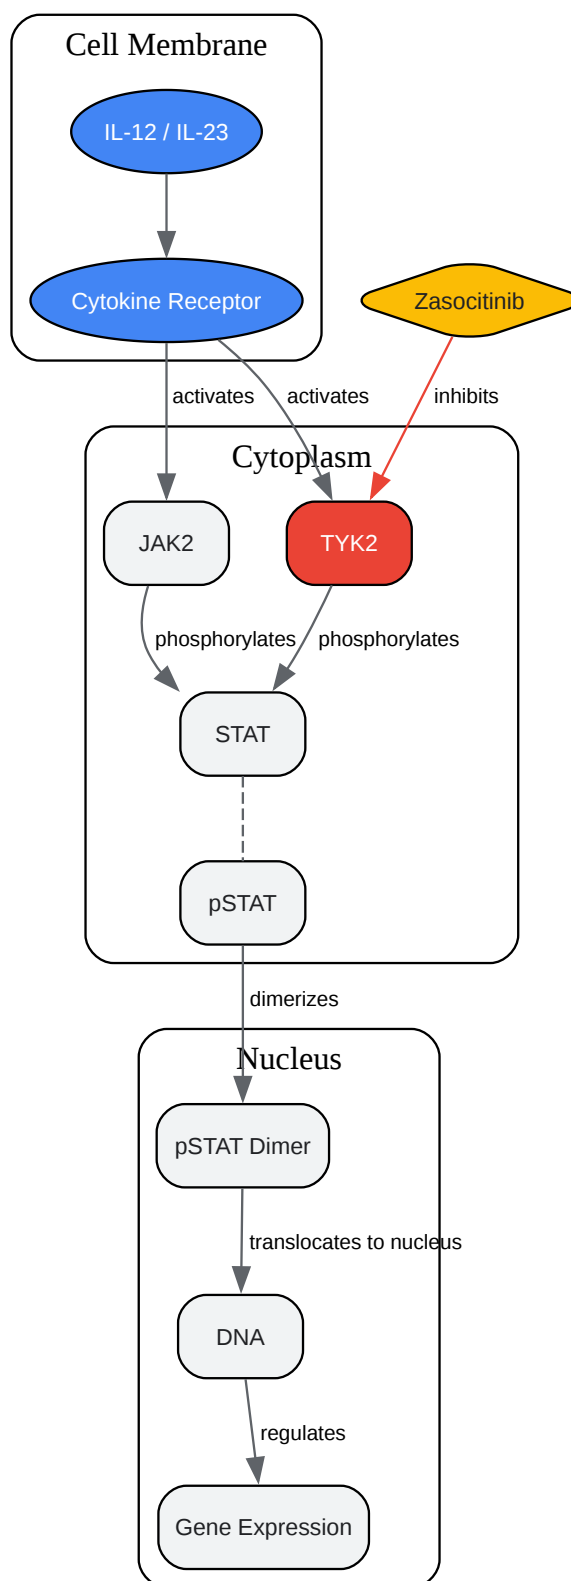 Cell Membrane
IL-12 / IL-23
Cytokine Receptor
Zasocitinib
activates
activates
inhibits
Cytoplasm
JAK2
TYK2
phosphorylates
phosphorylates
STAT
pSTAT
dimerizes
Nucleus
pSTAT Dimer
translocates to nucleus
DNA
regulates
Gene Expression